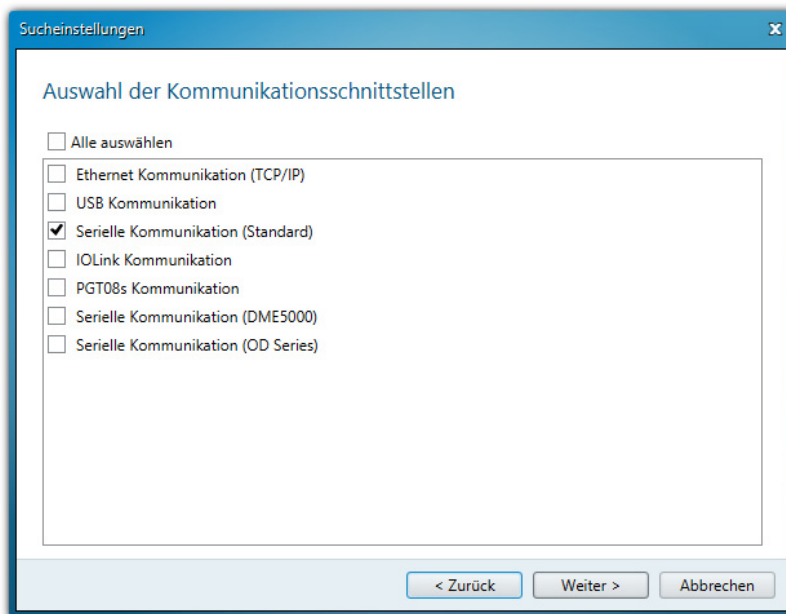 Sucheinstellungen
Auswahl der Kommunikationsschnittstellen
Alle auswählen
Ethernet Kommunikation (TCP/IP)
USB Kommunikation
Serielle Kommunikation (Standard)
IOLink Kommunikation
PGT08s Kommunikation
Serielle Kommunikation (DME5000)
Serielle Kommunikation (OD Series)
< Zurück
Weiter >
Abbrechen